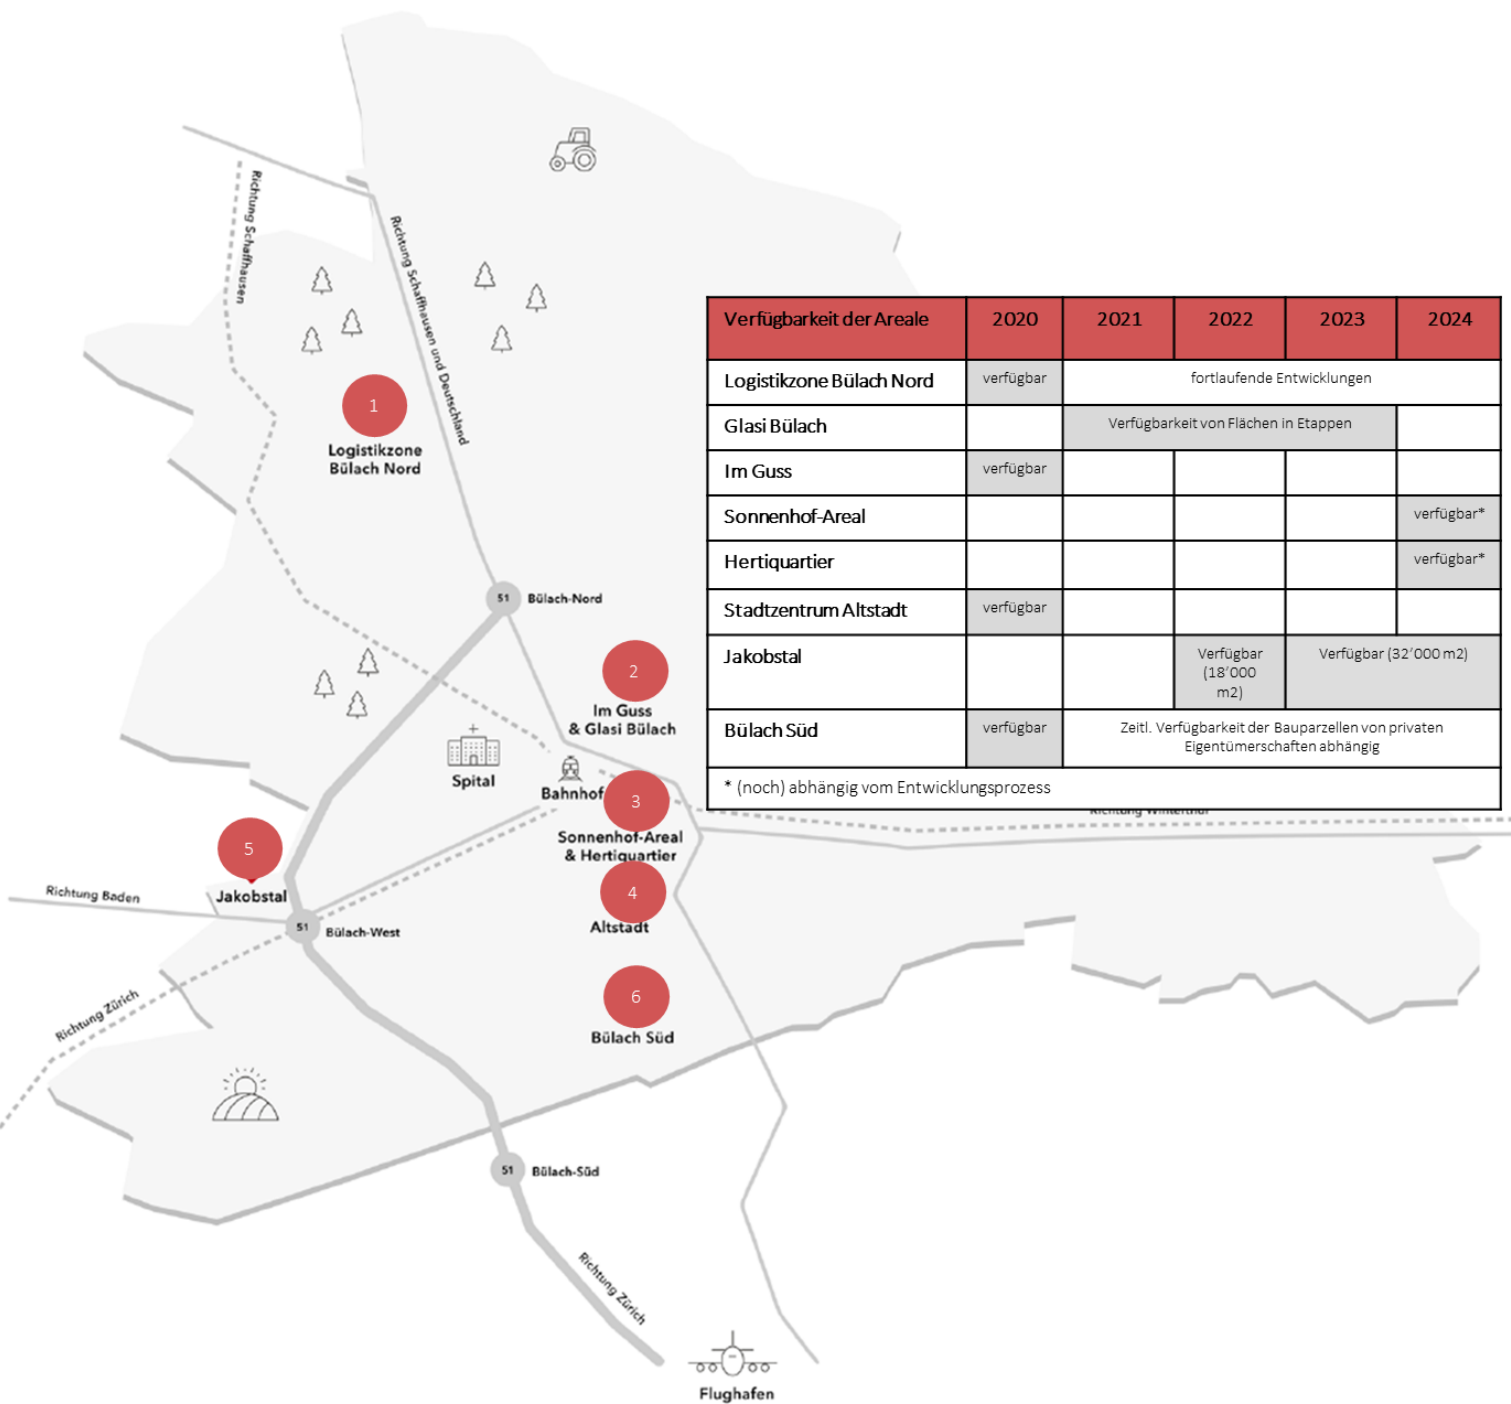 Richtung Schaffhausen
Richtung Schaffhausen und Deutschland
1
Logistikzone
Bülach Nord
Verfügbarkeit der Areale 2020 2021 2022 2023 2024
Logistikzone Bülach Nord verfügbar fortlaufende Entwicklungen
Glasi Bülach Verfügbarkeit von Flächen in Etappen
Im Guss verfügbar
Sonnenhof-Areal verfügbar*
Hertiquartier verfügbar*
Stadtzentrum Altstadt verfügbar
Jakobstal Verfügbar Verfügbar (32'000 m2)
(18'000
m2)
Bülach Süd verfügbar Zeitl. Verfügbarkeit der Bauparzellen von privaten
Eigentümerschaften abhängig
* (noch) abhängig vom Entwicklungsprozess
Richtung Winterthur
51 Bülach-Nord
2
Im Guss
& Glasi Bülach
Spital
Bahnhof
3
Sonnenhof-Areal
& Hertiquartier
5
Jakobstal
4
Altstadt
Richtung Baden
51 Bülach-West
6
Bülach Süd
Richtung Zürich
51 Bülach-Süd
Richtung Zürich
Flughafen